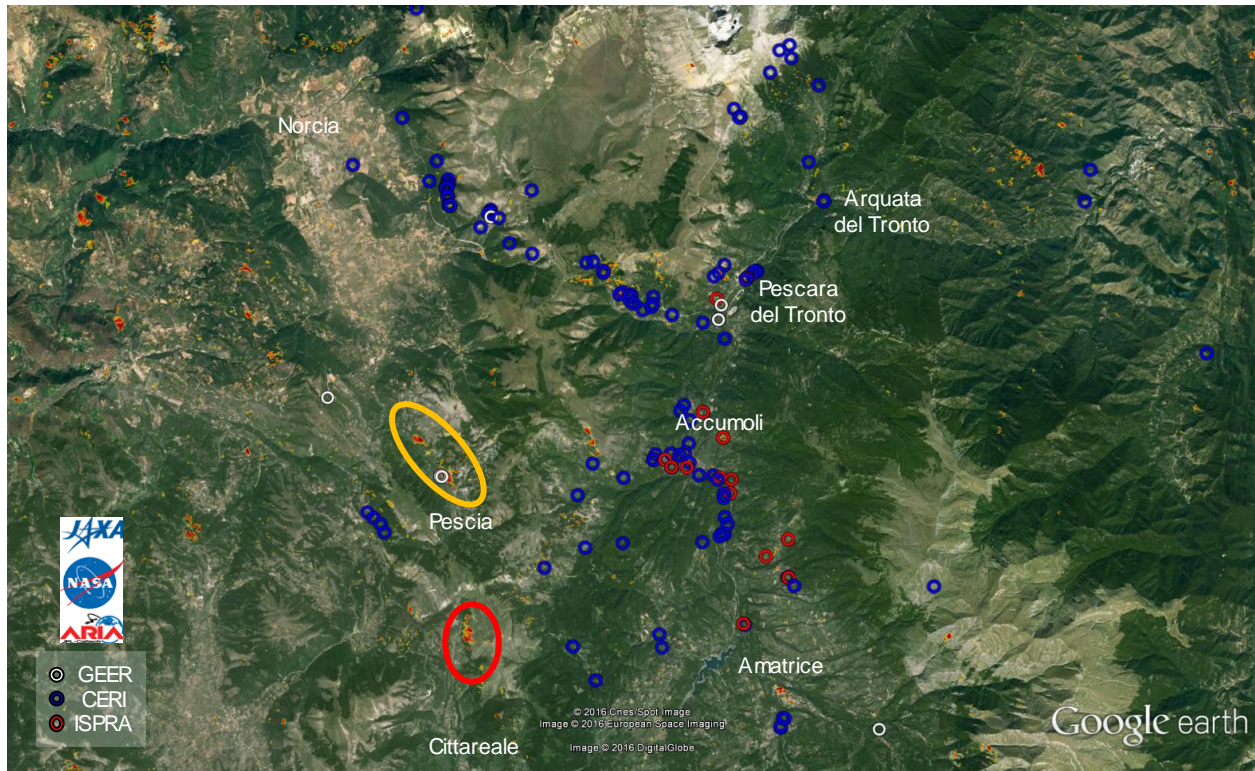 Norcia
Arquata
del Tronto
Pescara
del Tronto
Accumoli
Pescia
JAXA
NASA
ARIA
GEER
CERI
ISPRA
Amatrice
Cittareale
© 2016 Cnes/Spot Image
Image © 2016 European Space Imaging
Image © 2016 DigitalGlobe
Google earth